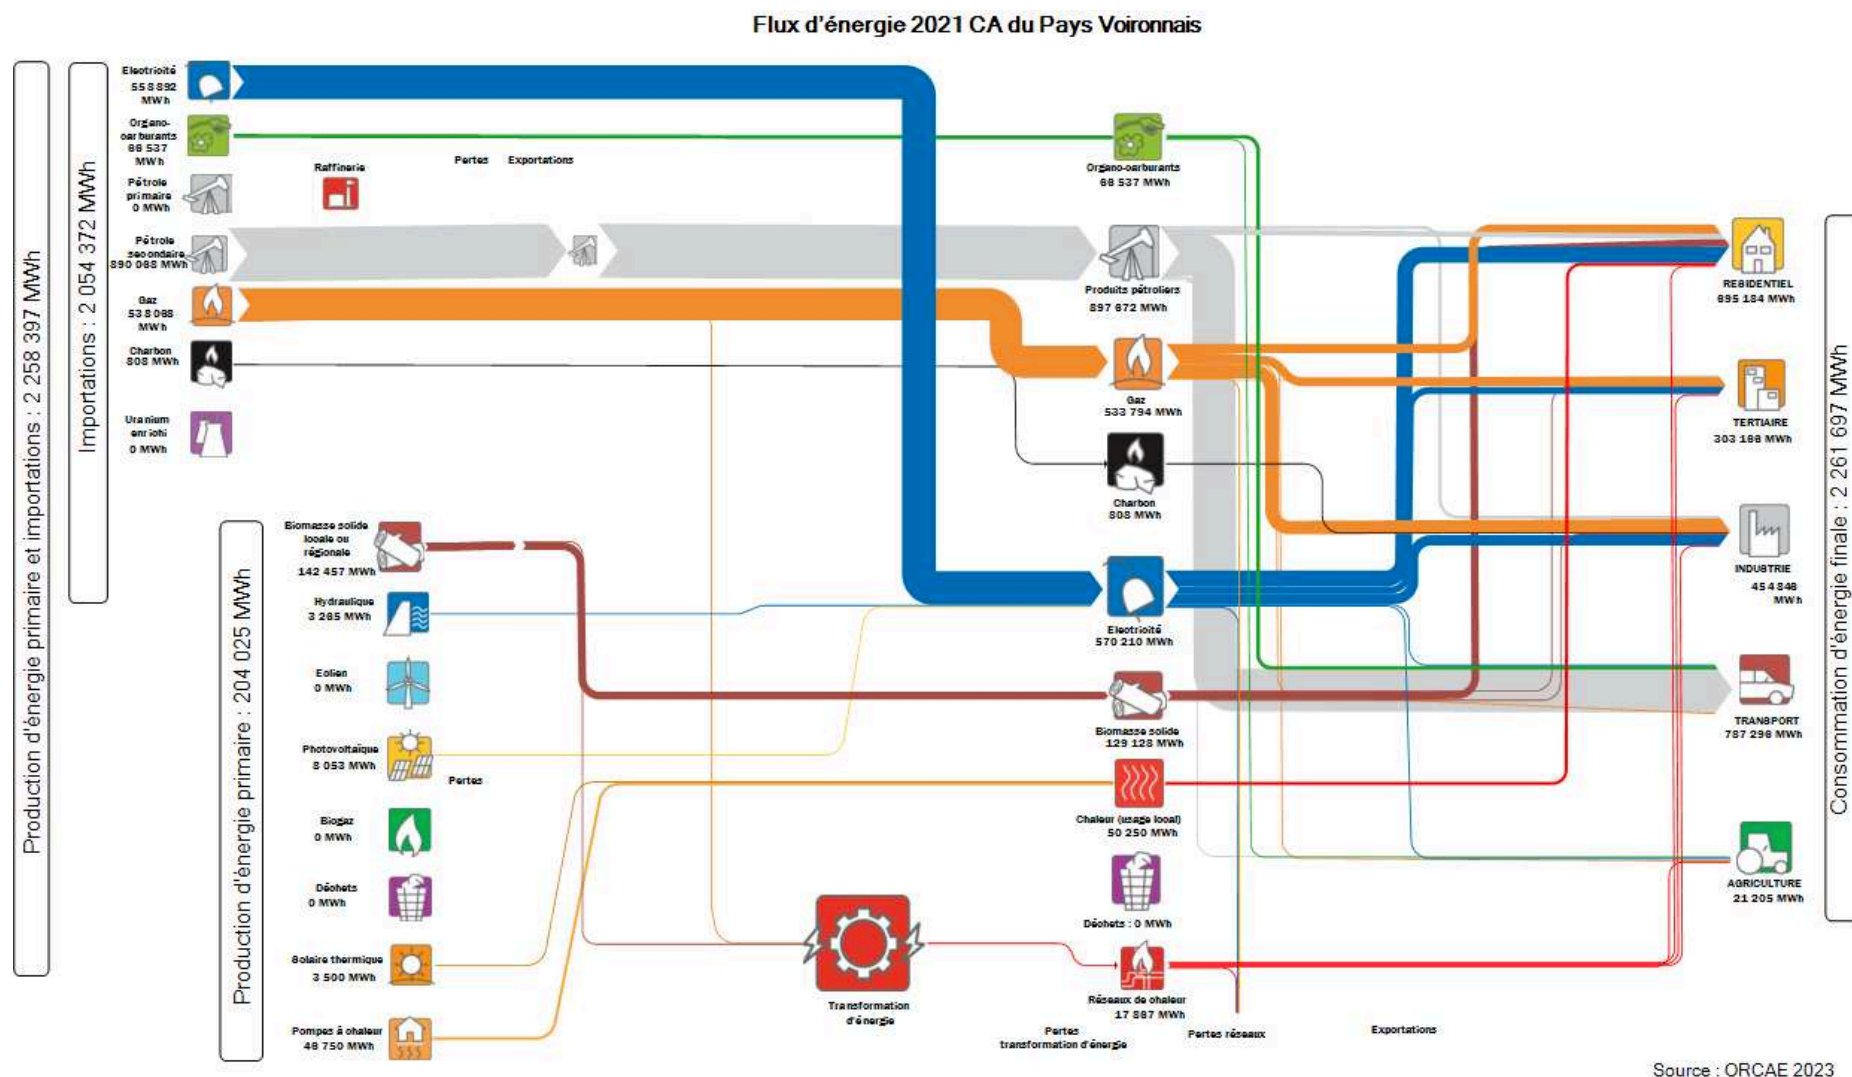 Flux d'énergie 2021 CA du Pays Voironnais
Production d'énergie primaire et importations : 2 258 397 MWh
Importations : 2 054 372 MWh
Electricité
558 892
MWh
Organo-
carburants
66 537
MWh
Pétrole
primaire
0 MWh
Raffinerie
Pertes
Exportations
Pétrole
secondaire
890 068 MWh
Gaz
538 068
MWh
Charbon
808 MWh
Uranium
enrichi
0 MWh
Production d'énergie primaire : 204 025 MWh
Biomasse solide
locale ou
régionale
142 457 MWh
Hydraulique
3 265 MWh
Eolien
0 MWh
Photovoltaïque
8 053 MWh
Pertes
Biogaz
0 MWh
Déchets
0 MWh
Solaire thermique
3 500 MWh
Pompes à chaleur
46 750 MWh
Transformation
d'énergie
Organo-carburants
66 537 MWh
Produits pétroliers
897 672 MWh
Gaz
533 794 MWh
Charbon
808 MWh
Electricité
570 210 MWh
Biomasse solide
129 128 MWh
Chaleur (usage local)
50 250 MWh
Déchets : 0 MWh
Réseaux de chaleur
17 867 MWh
Pertes
transformation d'énergie
Pertes réseaux
Exportations
RESIDENTIEL
695 184 MWh
TERTIAIRE
303 166 MWh
INDUSTRIE
454 846
MWh
TRANSPORT
787 296 MWh
AGRICULTURE
21 205 MWh
Consommation d'énergie finale : 2 261 697 MWh
Source : ORCAE 2023